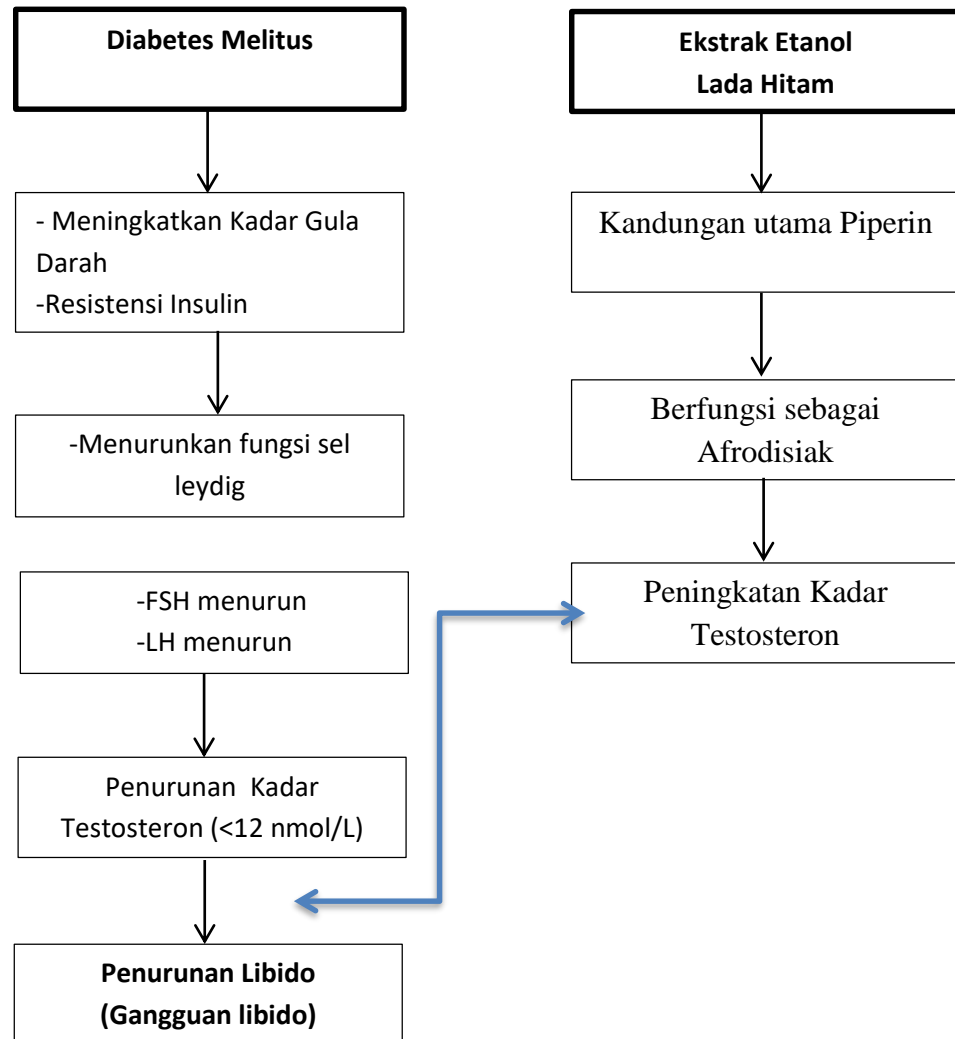 Diabetes Melitus
- Meningkatkan Kadar Gula
Darah
-Resistensi Insulin
-Menurunkan fungsi sel
leydig
-FSH menurun
-LH menurun
Penurunan Kadar
Testosteron (<12 nmol/L)
Penurunan Libido
(Gangguan libido)
Ekstrak Etanol
Lada Hitam
Kandungan utama Piperin
Berfungsi sebagai
Afrodisiak
Peningkatan Kadar
Testosteron